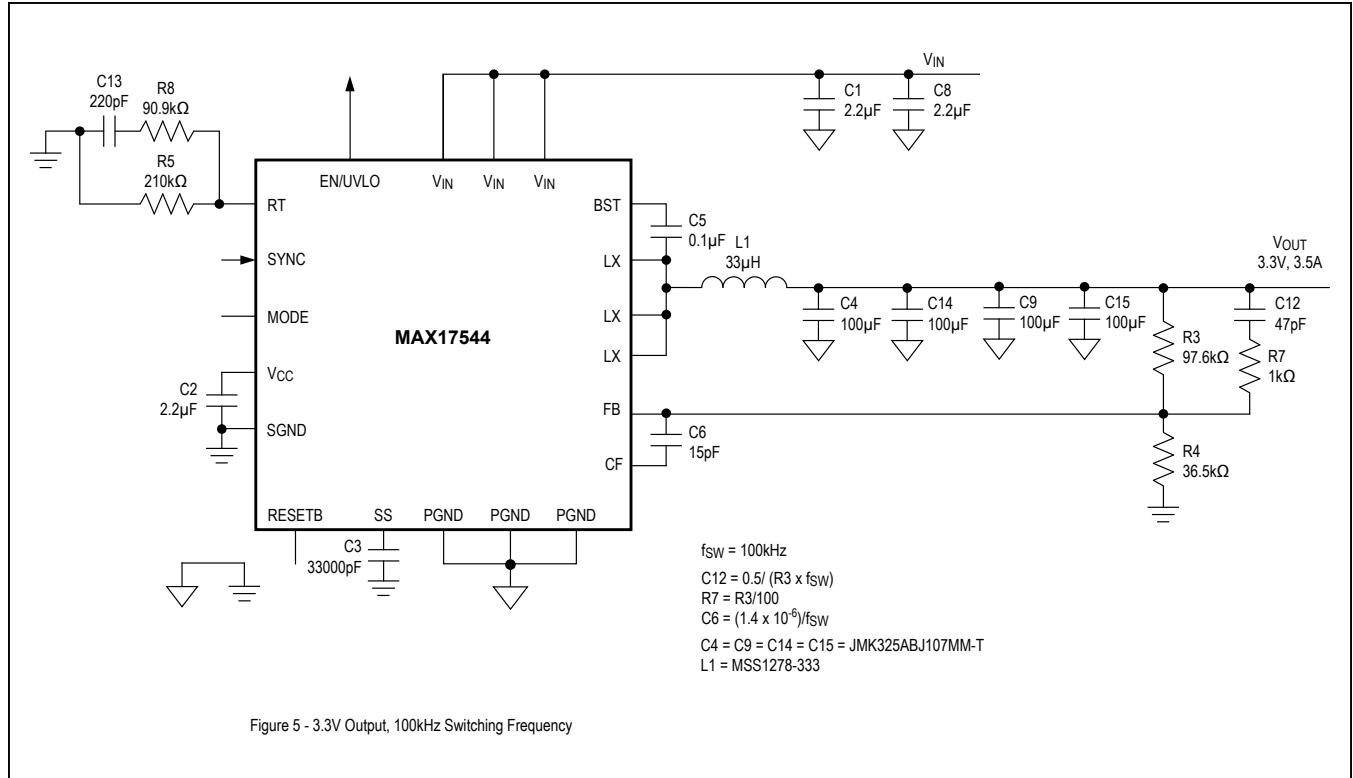 C13
220pF
R8
90.9kΩ
R5
210kΩ
VIN
C1
2.2µF
C8
2.2µF
EN/UVLO
VIN
VIN
VIN
RT
SYNC
MODE
VCC
SGND
C2
2.2µF
MAX17544
BST
LX
LX
LX
FB
CF
C5
0.1µF
L1
33µH
C4
100µF
C14
100µF
C9
100µF
C15
100µF
VOUT
3.3V, 3.5A
C12
47pF
R3
97.6kΩ
R7
1kΩ
C6
15pF
R4
36.5kΩ
RESETB
SS
PGND
PGND
PGND
C3
33000pF
fSW = 100kHz
C12 = 0.5/ (R3 x fSW)
R7 = R3/100
C6 = (1.4 x 10⁻⁶)/fSW
C4 = C9 = C14 = C15 = JMK325ABJ107MM-T
L1 = MSS1278-333
Figure 5 - 3.3V Output, 100kHz Switching Frequency